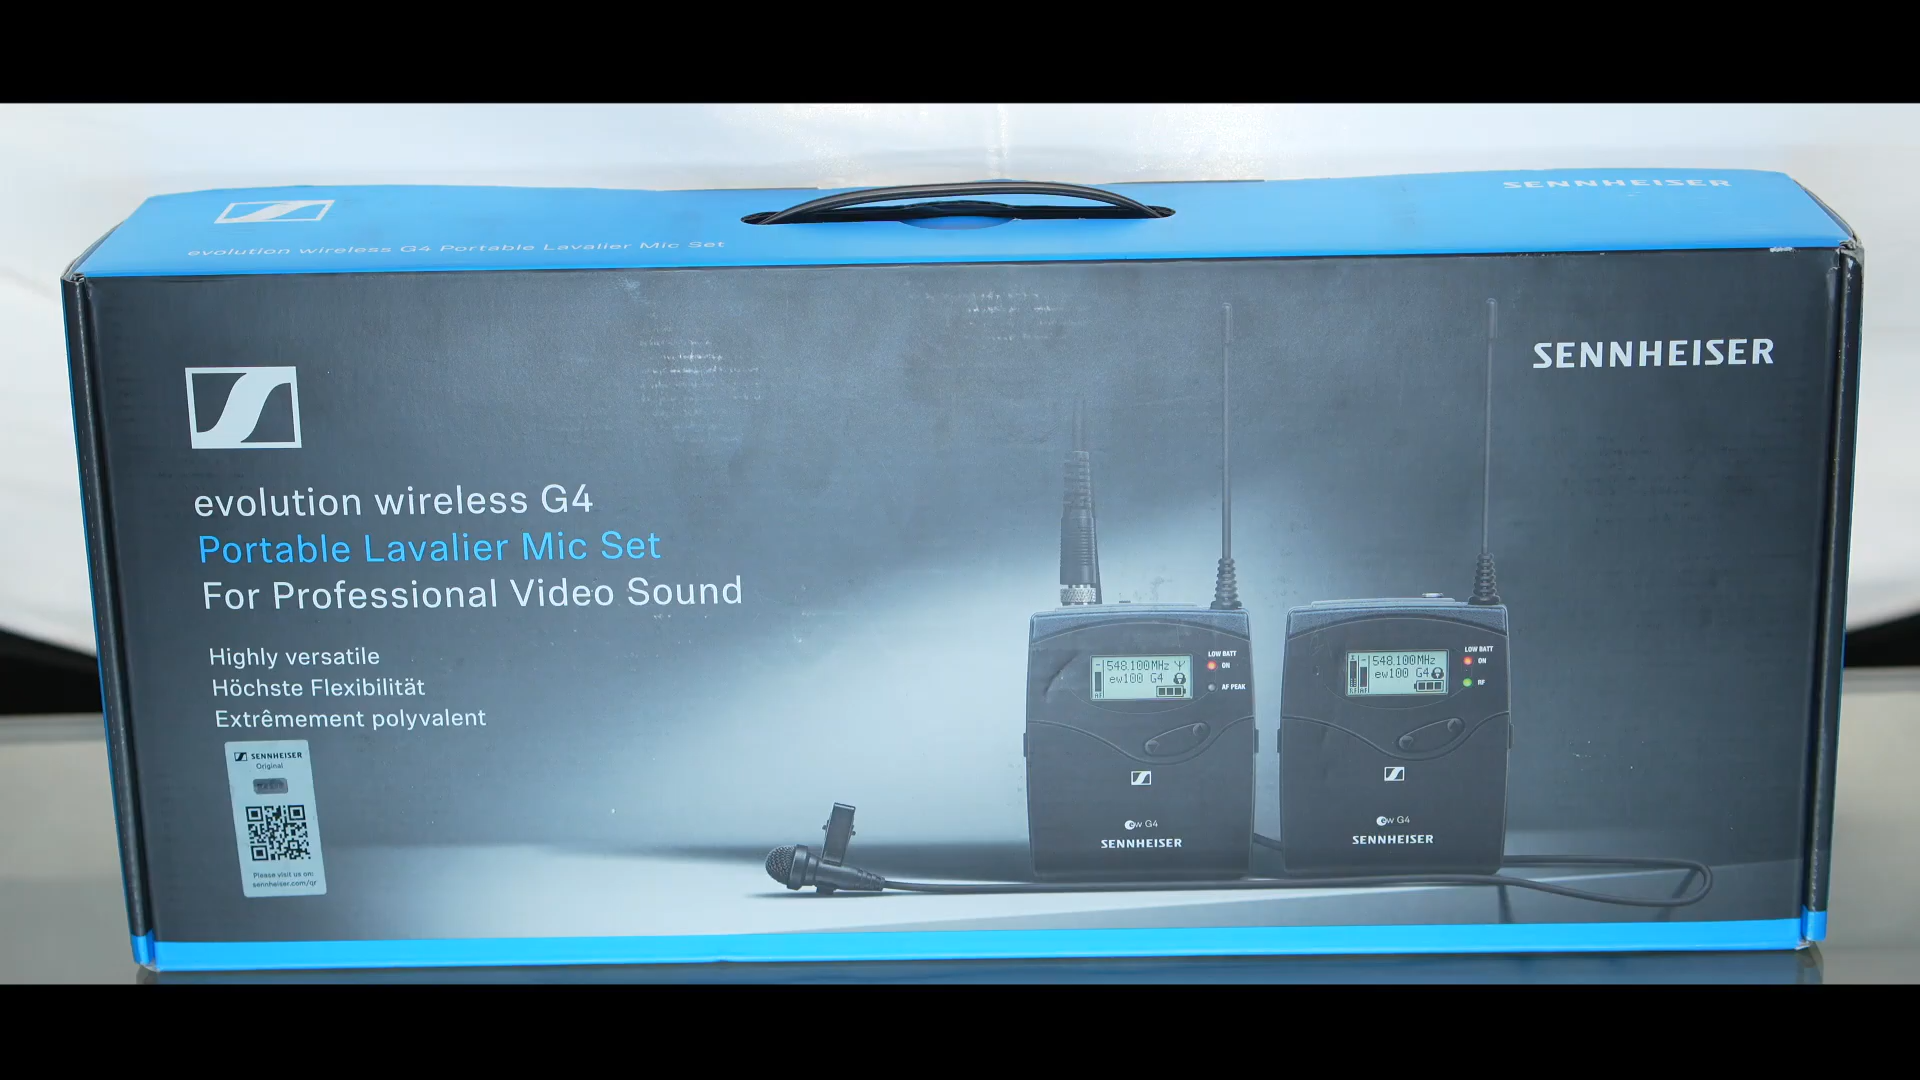 SENNHEISER
evolution wireless G4 Portable Lavalier Mic Set
SENNHEISER
evolution wireless G4
Portable Lavalier Mic Set
For Professional Video Sound
Highly versatile
Höchste Flexibilität
Extrêmement polyvalent
SENNHEISER
Original
Please visit us on:
sennheiser.com/qr
548.100MHz
ew100 G4
AF
LOW BATT
ON
AF PEAK
ew G4
SENNHEISER
548.100MHz
ew100 G4
RF AF
LOW BATT
ON
RF
ew G4
SENNHEISER